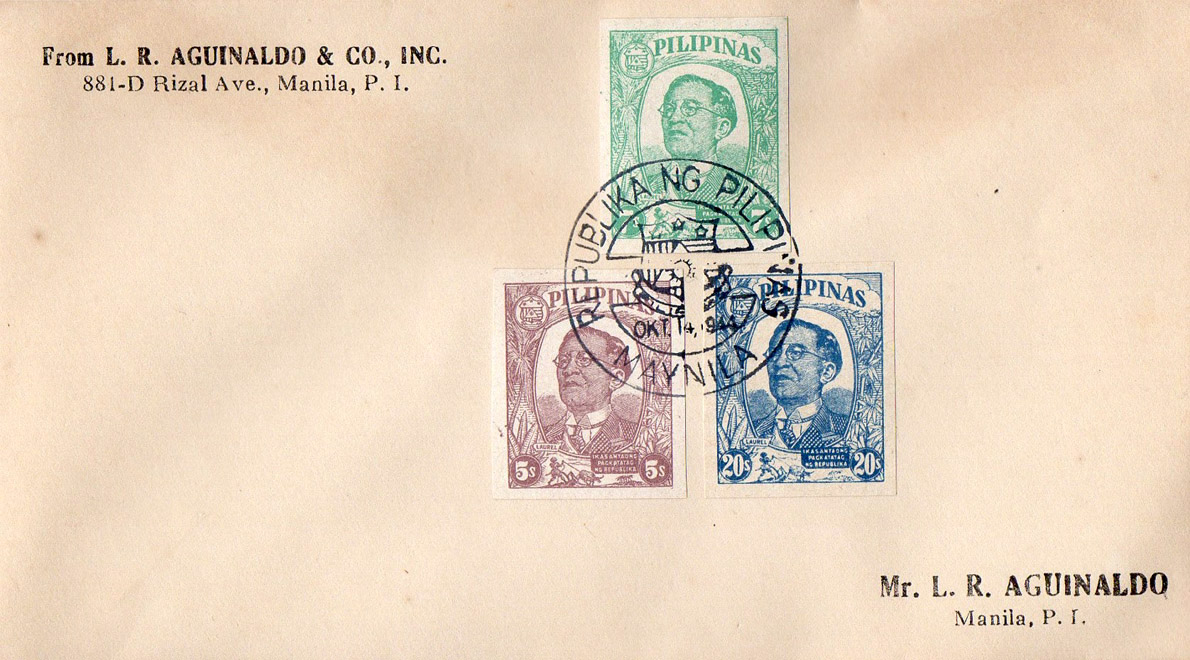 From L. R. AGUINALDO & CO., INC.
881-D Rizal Ave., Manila, P. I.
PILIPINAS
REPUBLIKA NG PILIPINAS
OKT. 14, 1944
MAYNILA
PILIPINAS
LAUREL
IKASANTAONG
PAGKATATAG
NG REPUBLIKA
5s 5s
PILIPINAS
LAUREL
IKASANTAONG
PAGKATATAG
NG REPUBLIKA
20s 20s
Mr. L. R. AGUINALDO
Manila, P. I.